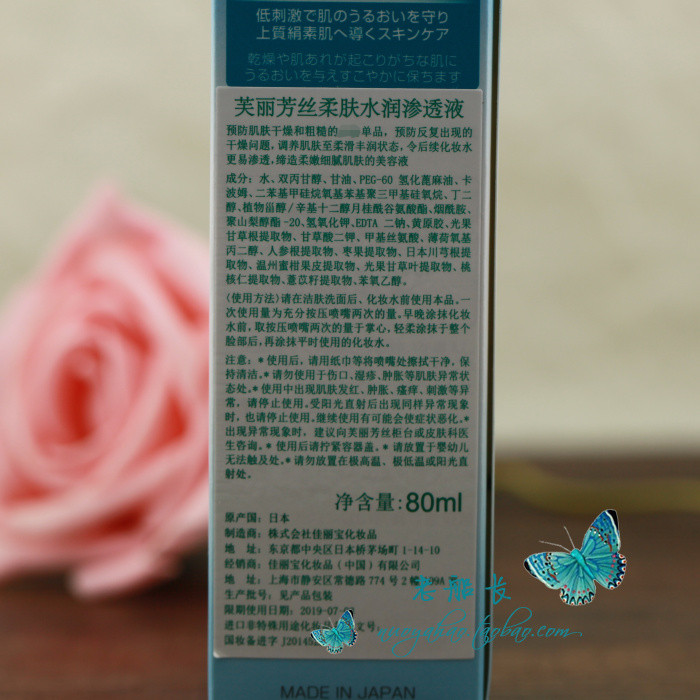 低刺激で肌のうるおいを守り
上質絹素肌へ導くスキンケア
乾燥や肌あれが起こりがちな肌に
うるおいを与えすこやかに保ちます
芙丽芳丝柔肤水润渗透液
预防肌肤干燥和粗糙的 单品，预防反复出现的
干燥问题，调养肌肤至柔滑丰润状态，令后续化妆水
更易渗透，缔造柔嫩细腻肌肤的美容液
成分：水、双丙甘醇、甘油、PEG-60 氢化蓖麻油、卡
波姆、二苯基甲硅烷氧基苯基聚三甲基硅氧烷、丁二
醇、植物甾醇/辛基十二醇月桂酰谷氨酸酯、烟酰胺、
聚山梨醇酯-20、氢氧化钾、EDTA 二钠、黄原胶、光果
甘草根提取物、甘草酸二钾、甲基丝氨酸、薄荷氧基
丙二醇、人参根提取物、枣果提取物、日本川芎根提
取物、温州蜜柑果皮提取物、光果甘草叶提取物、桃
核仁提取物、薏苡籽提取物、苯氧乙醇。
〈使用方法〉请在洁肤洗面后、化妆水前使用本品。一
次使用量为充分按压喷嘴两次的量。早晚涂抹化妆
水前，取按压喷嘴两次的量于掌心，轻柔涂抹于整个
脸部后，再涂抹平时使用的化妆水。
注意：*使用后，请用纸巾等将喷嘴处擦拭干净，保
持清洁。*请勿使用于伤口、湿疹、肿胀等肌肤异常状
态处。*使用中出现肌肤发红、肿胀、瘙痒、刺激等异
常，请停止使用。受阳光直射后出现同样异常现象
时，也请停止使用。继续使用有可能会使症状恶化。*
出现异常现象时，建议向芙丽芳丝柜台或皮肤科医
生咨询。*使用后请拧紧容器盖。*请放置于婴幼儿
无法触及处。*请勿放置在极高温、极低温或阳光直
射处。
净含量：80ml
原产国：日本
制造商：株式会社佳丽宝化妆品
地 址：东京都中央区日本桥茅场町 1-14-10
经销商：佳丽宝化妆品（中国）有限公司
地 址：上海市静安区常德路 774 号 2 幢 99A
生产批号：见产品包装
限期使用日期：2019-07-
进口非特殊用途化妆 文号：
国妆备进字 J2014
MADE IN JAPAN
老船长